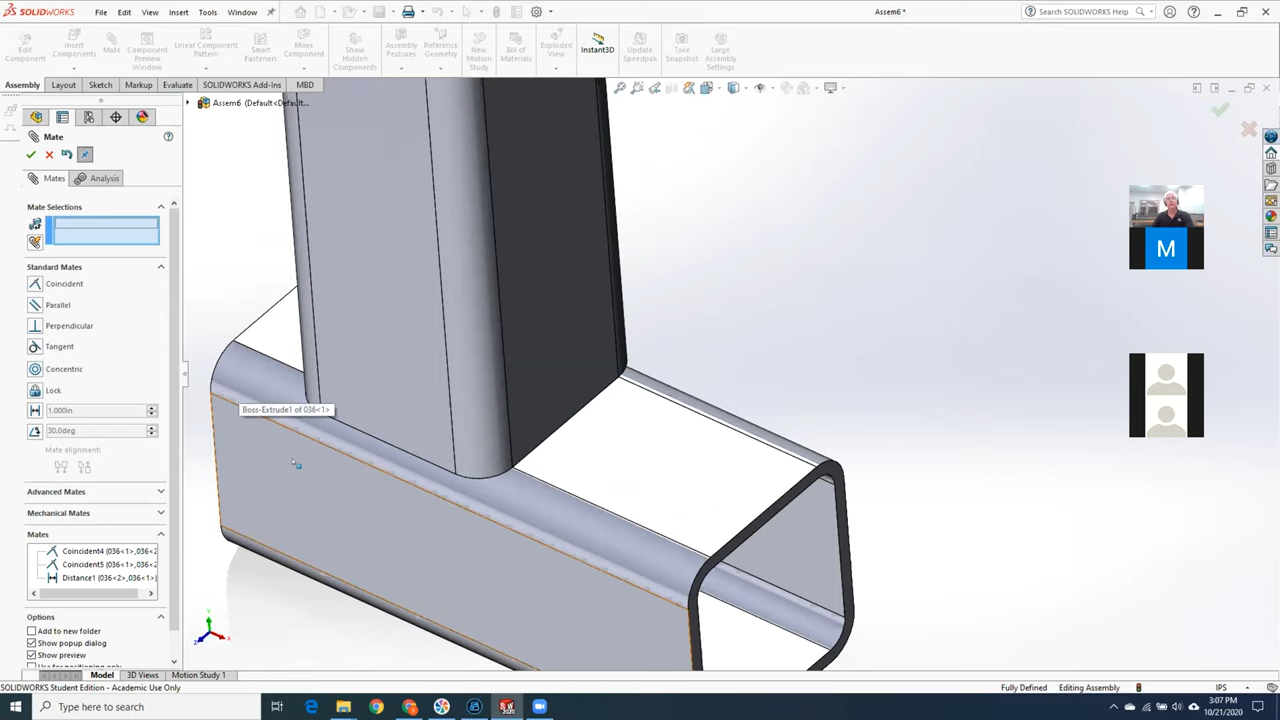 SOLIDWORKS File Edit View Insert Tools Window Assem6 * Search SOLIDWORKS Help
Edit Component
Insert Components
Mate
Component Preview Window
Linear Component Pattern
Smart Fasteners
Move Component
Show Hidden Components
Assembly Features
Reference Geometry
New Motion Study
Bill of Materials
Exploded View
Instant3D
Update Speedpak
Take Snapshot
Large Assembly Settings
Assembly Layout Sketch Markup Evaluate SOLIDWORKS Add-Ins MBD
Assem6 (Default<Default...
Mate
Mates Analysis
Mate Selections
Standard Mates
Coincident
Parallel
Perpendicular
Tangent
Concentric
Lock
1.000in
30.0deg
Mate alignment:
Advanced Mates
Mechanical Mates
Mates
Coincident4 (036<1>,036<2
Coincident5 (036<1>,036<2
Distance1 (036<2>,036<1>)
Options
Add to new folder
Show popup dialog
Show preview
Use for positioning only
Boss-Extrude1 of 036<1>
M
Y
X
Z
Model 3D Views Motion Study 1
SOLIDWORKS Student Edition - Academic Use Only Fully Defined Editing Assembly IPS
Type here to search
3:07 PM
10/21/2020